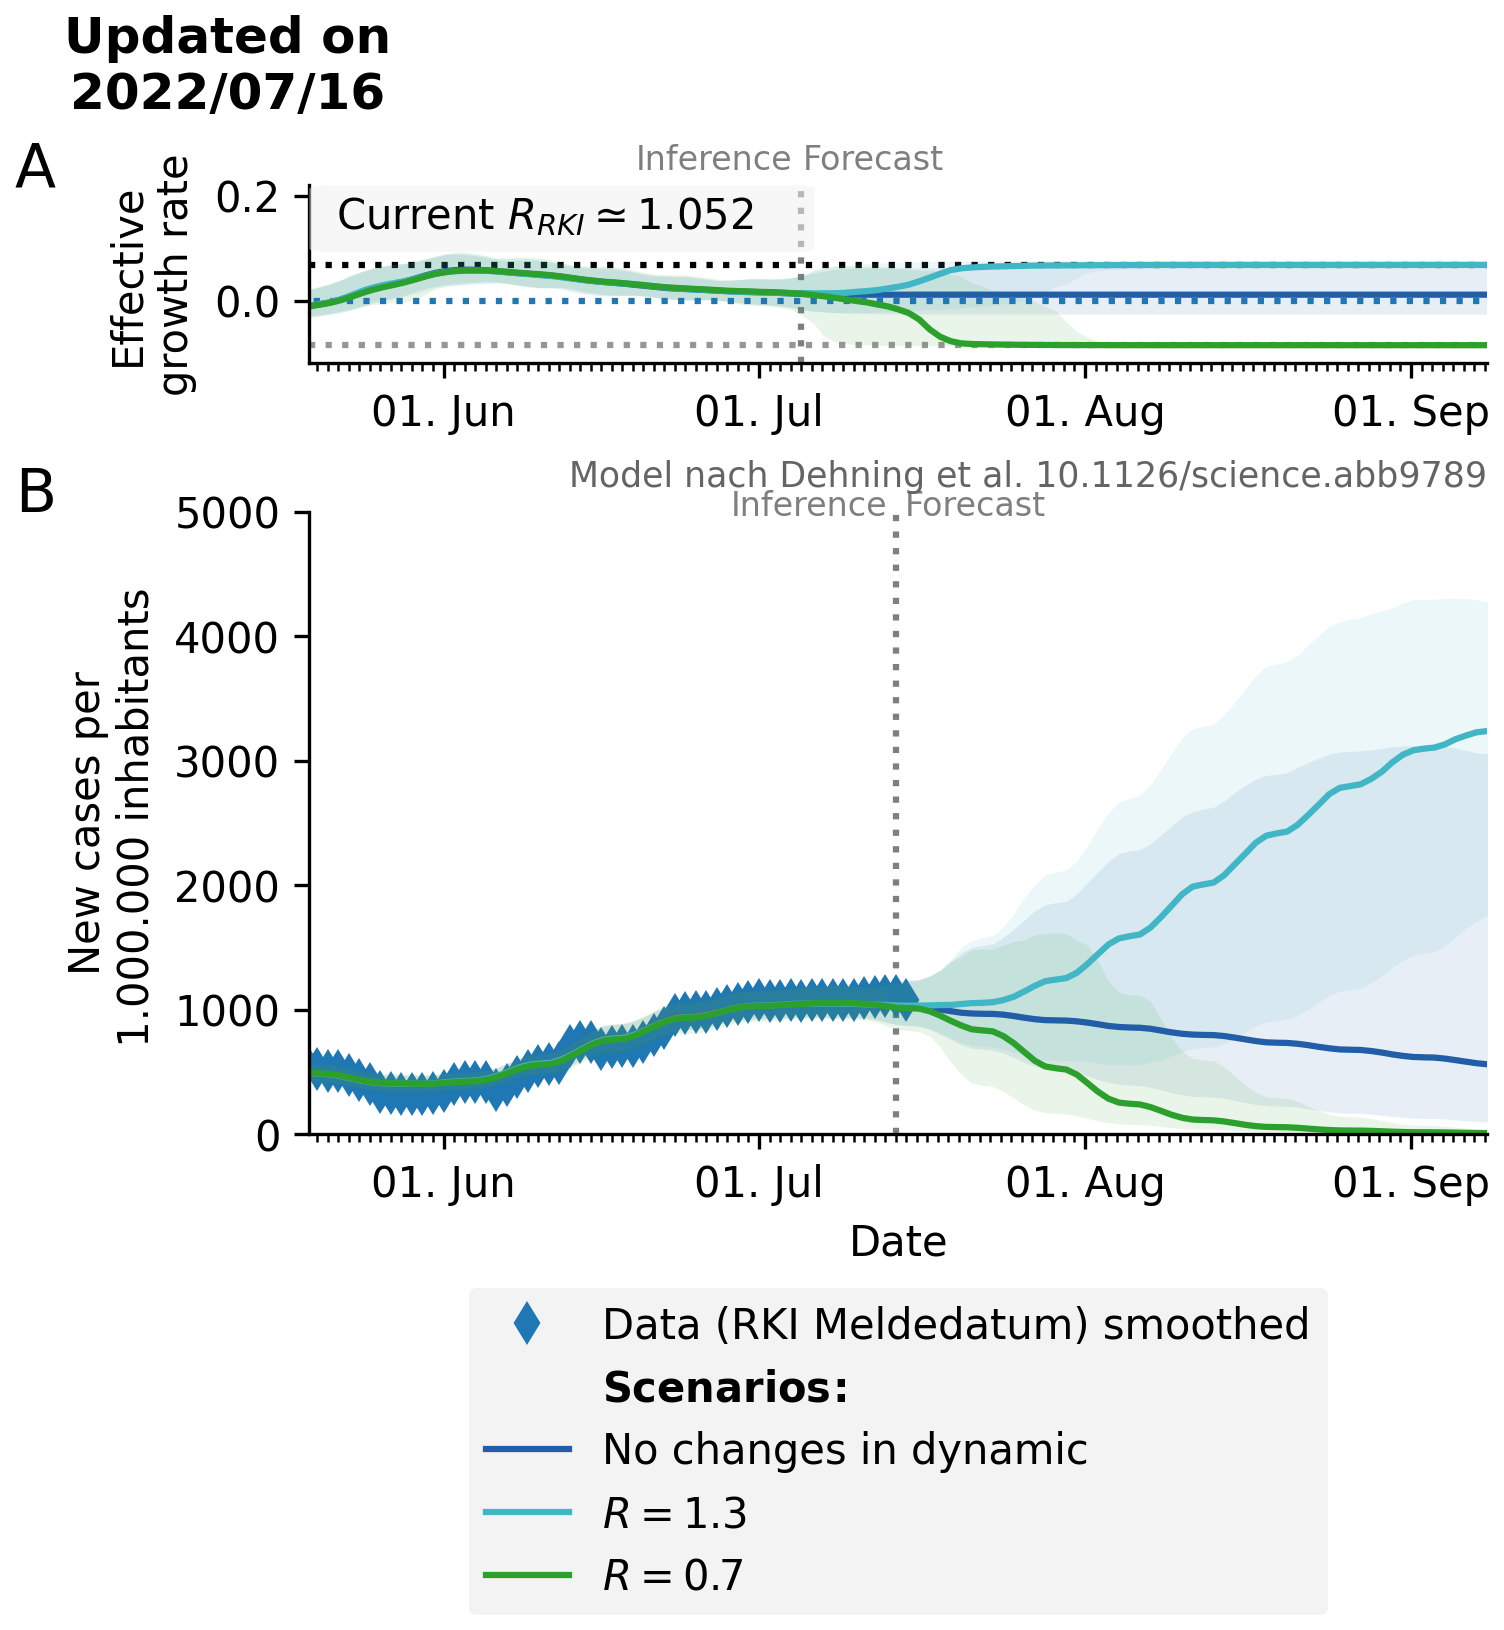 Updated on
2022/07/16
A
Inference Forecast
Effective
growth rate
0.2
0.0
Current R_RKI ≃ 1.052
01. Jun
01. Jul
01. Aug
01. Sep
B
Model nach Dehning et al. 10.1126/science.abb9789
Inference Forecast
New cases per
1.000.000 inhabitants
5000
4000
3000
2000
1000
0
01. Jun
01. Jul
01. Aug
01. Sep
Date
Data (RKI Meldedatum) smoothed
Scenarios:
No changes in dynamic
R = 1.3
R = 0.7